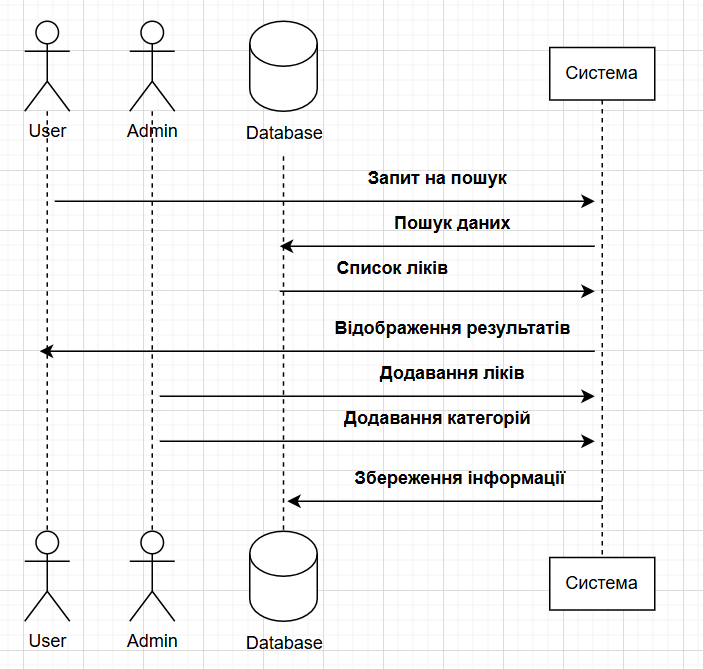 Система
User
Admin
Database
Запит на пошук
Пошук даних
Список ліків
Відображення результатів
Додавання ліків
Додавання категорій
Збереження інформації
Система
User
Admin
Database